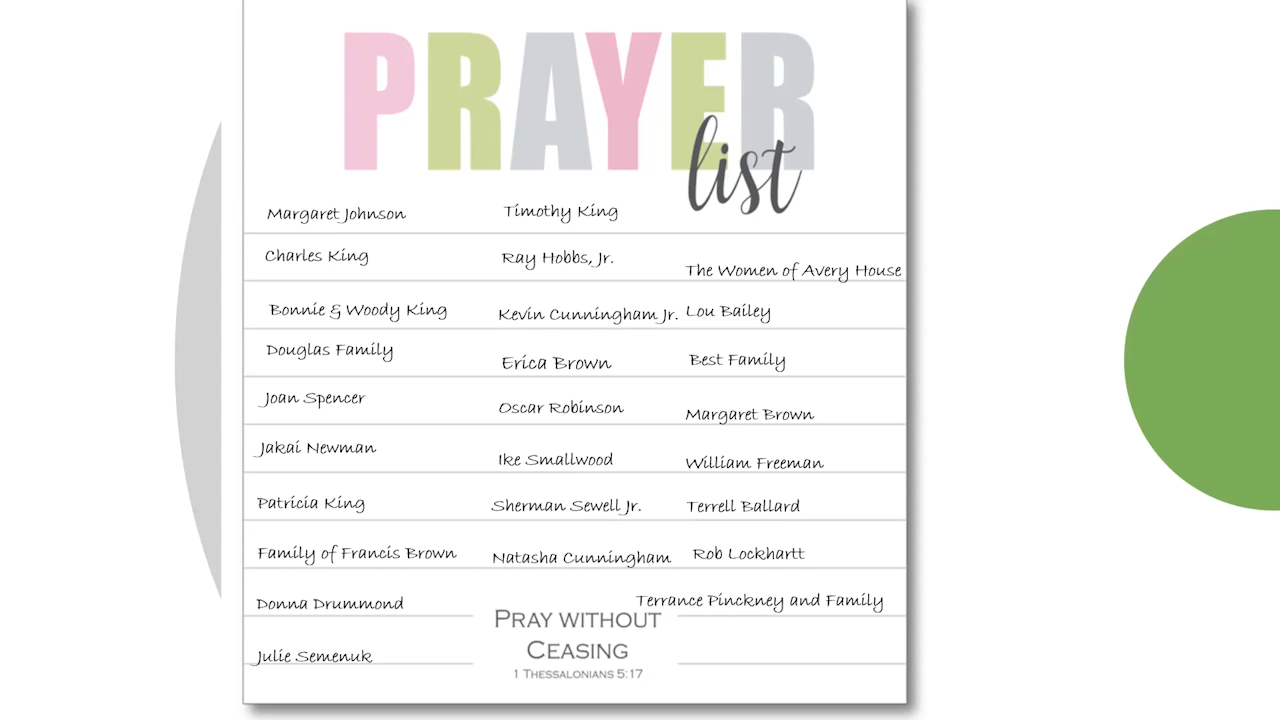 PRAYER
list
Margaret Johnson
Charles King
Bonnie & Woody King
Douglas Family
Joan Spencer
Jakai Newman
Patricia King
Family of Francis Brown
Donna Drummond
Julie Semenuk
Timothy King
Ray Hobbs, Jr.
Kevin Cunningham Jr.
Erica Brown
Oscar Robinson
Ike Smallwood
Sherman Sewell Jr.
Natasha Cunningham
The Women of Avery House
Lou Bailey
Best Family
Margaret Brown
William Freeman
Terrell Ballard
Rob Lockhartt
Terrance Pinckney and Family
PRAY WITHOUT
CEASING
1 THESSALONIANS 5:17